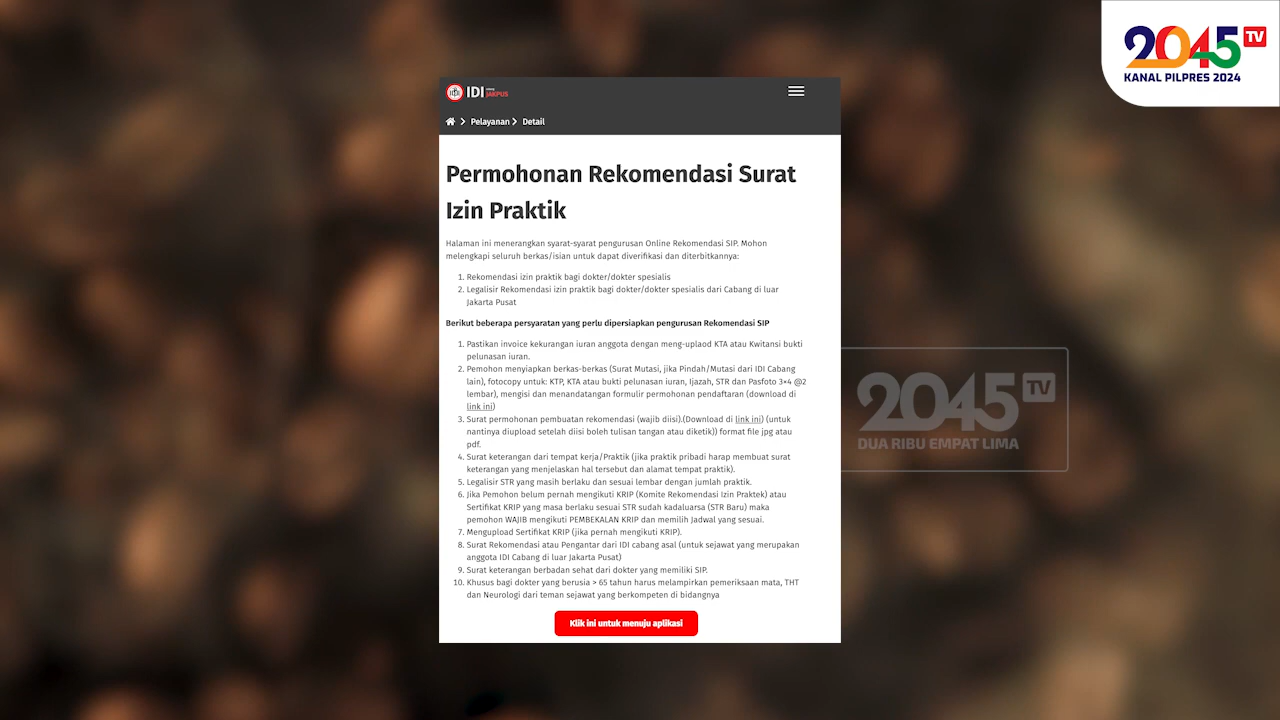 2045 TV
KANAL PILPRES 2024
IDI JAKPUS
Pelayanan Detail
Permohonan Rekomendasi Surat
Izin Praktik
Halaman ini menerangkan syarat-syarat pengurusan Online Rekomendasi SIP. Mohon
melengkapi seluruh berkas/isian untuk dapat diverifikasi dan diterbitkannya:
1. Rekomendasi izin praktik bagi dokter/dokter spesialis
2. Legalisir Rekomendasi izin praktik bagi dokter/dokter spesialis dari Cabang di luar
Jakarta Pusat
Berikut beberapa persyaratan yang perlu dipersiapkan pengurusan Rekomendasi SIP
1. Pastikan invoice kekurangan iuran anggota dengan meng-uplaod KTA atau Kwitansi bukti
pelunasan iuran.
2. Pemohon menyiapkan berkas-berkas (Surat Mutasi, jika Pindah/Mutasi dari IDI Cabang
lain), fotocopy untuk: KTP, KTA atau bukti pelunasan iuran, Ijazah, STR dan Pasfoto 3×4 @2
lembar), mengisi dan menandatangan formulir permohonan pendaftaran (download di
link ini)
3. Surat permohonan pembuatan rekomendasi (wajib diisi).(Download di link ini) (untuk
nantinya diupload setelah diisi boleh tulisan tangan atau diketik)) format file jpg atau
pdf.
4. Surat keterangan dari tempat kerja/Praktik (jika praktik pribadi harap membuat surat
keterangan yang menjelaskan hal tersebut dan alamat tempat praktik).
5. Legalisir STR yang masih berlaku dan sesuai lembar dengan jumlah praktik.
6. Jika Pemohon belum pernah mengikuti KRIP (Komite Rekomendasi Izin Praktek) atau
Sertifikat KRIP yang masa berlaku sesuai STR sudah kadaluarsa (STR Baru) maka
pemohon WAJIB mengikuti PEMBEKALAN KRIP dan memilih Jadwal yang sesuai.
7. Mengupload Sertifikat KRIP (jika pernah mengikuti KRIP).
8. Surat Rekomendasi atau Pengantar dari IDI cabang asal (untuk sejawat yang merupakan
anggota IDI Cabang di luar Jakarta Pusat)
9. Surat keterangan berbadan sehat dari dokter yang memiliki SIP.
10. Khusus bagi dokter yang berusia > 65 tahun harus melampirkan pemeriksaan mata, THT
dan Neurologi dari teman sejawat yang berkompeten di bidangnya
Klik ini untuk menuju aplikasi
2045 TV
DUA RIBU EMPAT LIMA